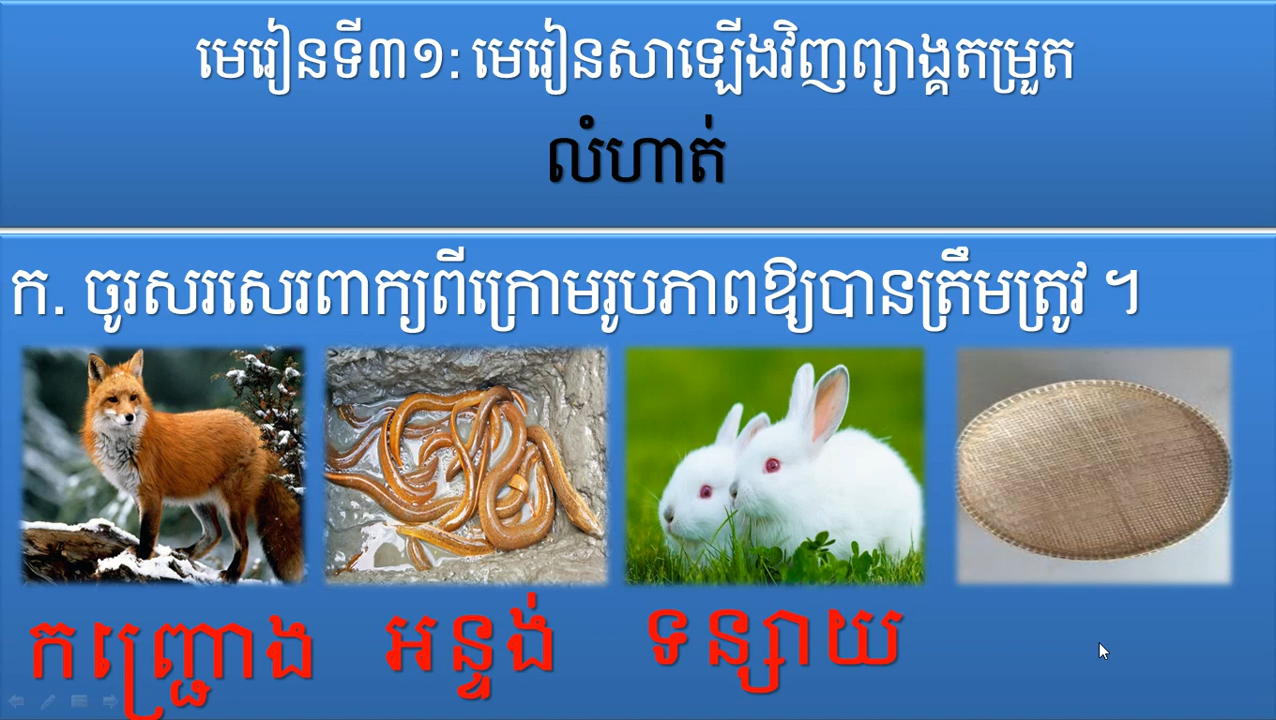 មេរៀនទី៣១: មេរៀនសាឡើងវិញព្យាង្គតម្រួត
លំហាត់
ក. ចូរសរសេរពាក្យពីក្រោមរូបភាពឱ្យបានត្រឹមត្រូវ ។
កញ្ជ្រោង អន្ទង់ ទន្សាយ